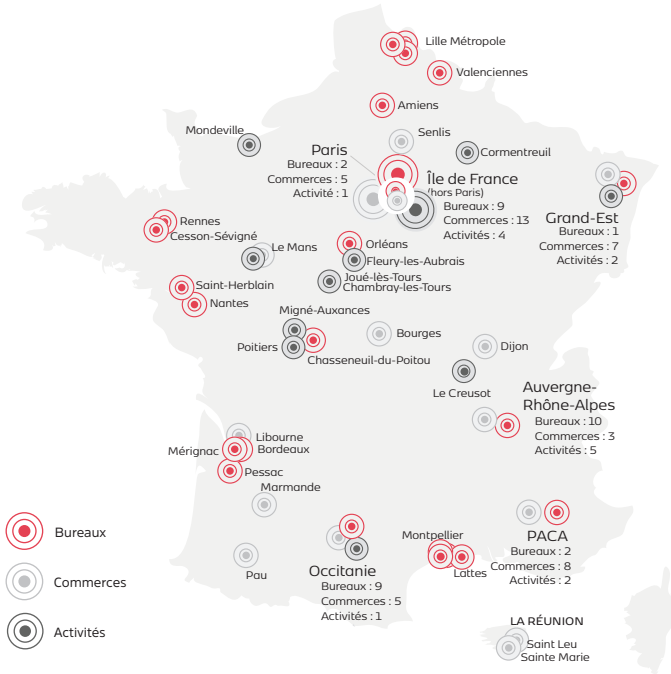 Lille Métropole
Valenciennes
Amiens
Mondeville
Senlis
Cormentreuil
Paris
Bureaux : 2
Commerces : 5
Activité : 1
Île de France
(hors Paris)
Bureaux : 9
Commerces : 13
Activités : 4
Grand-Est
Bureaux : 1
Commerces : 7
Activités : 2
Rennes
Cesson-Sévigné
Le Mans
Orléans
Fleury-les-Aubrais
Joué-lès-Tours
Chambray-les-Tours
Saint-Herblain
Nantes
Migné-Auxances
Poitiers
Chasseneuil-du-Poitou
Bourges
Dijon
Le Creusot
Auvergne-
Rhône-Alpes
Bureaux : 10
Commerces : 3
Activités : 5
Libourne
Mérignac
Bordeaux
Pessac
Marmande
Pau
Occitanie
Bureaux : 9
Commerces : 5
Activités : 1
Montpellier
Lattes
PACA
Bureaux : 2
Commerces : 8
Activités : 2
LA RÉUNION
Saint Leu
Sainte Marie
Bureaux
Commerces
Activités